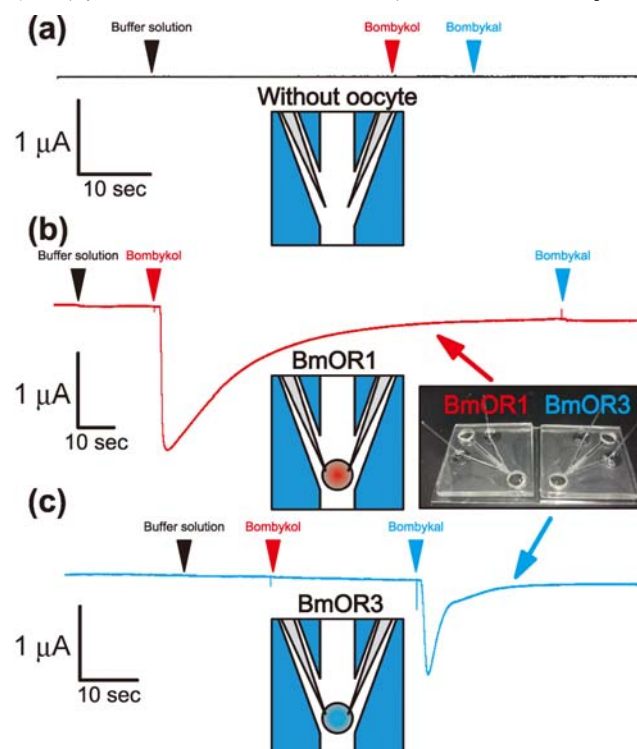 (a)
Buffer solution
Bombykol
Bombykal
Without oocyte
1 μA
10 sec
(b)
Buffer solution
Bombykol
Bombykal
1 μA
10 sec
BmOR1
BmOR1 BmOR3
(c)
Buffer solution
Bombykol
Bombykal
BmOR3
1 μA
10 sec